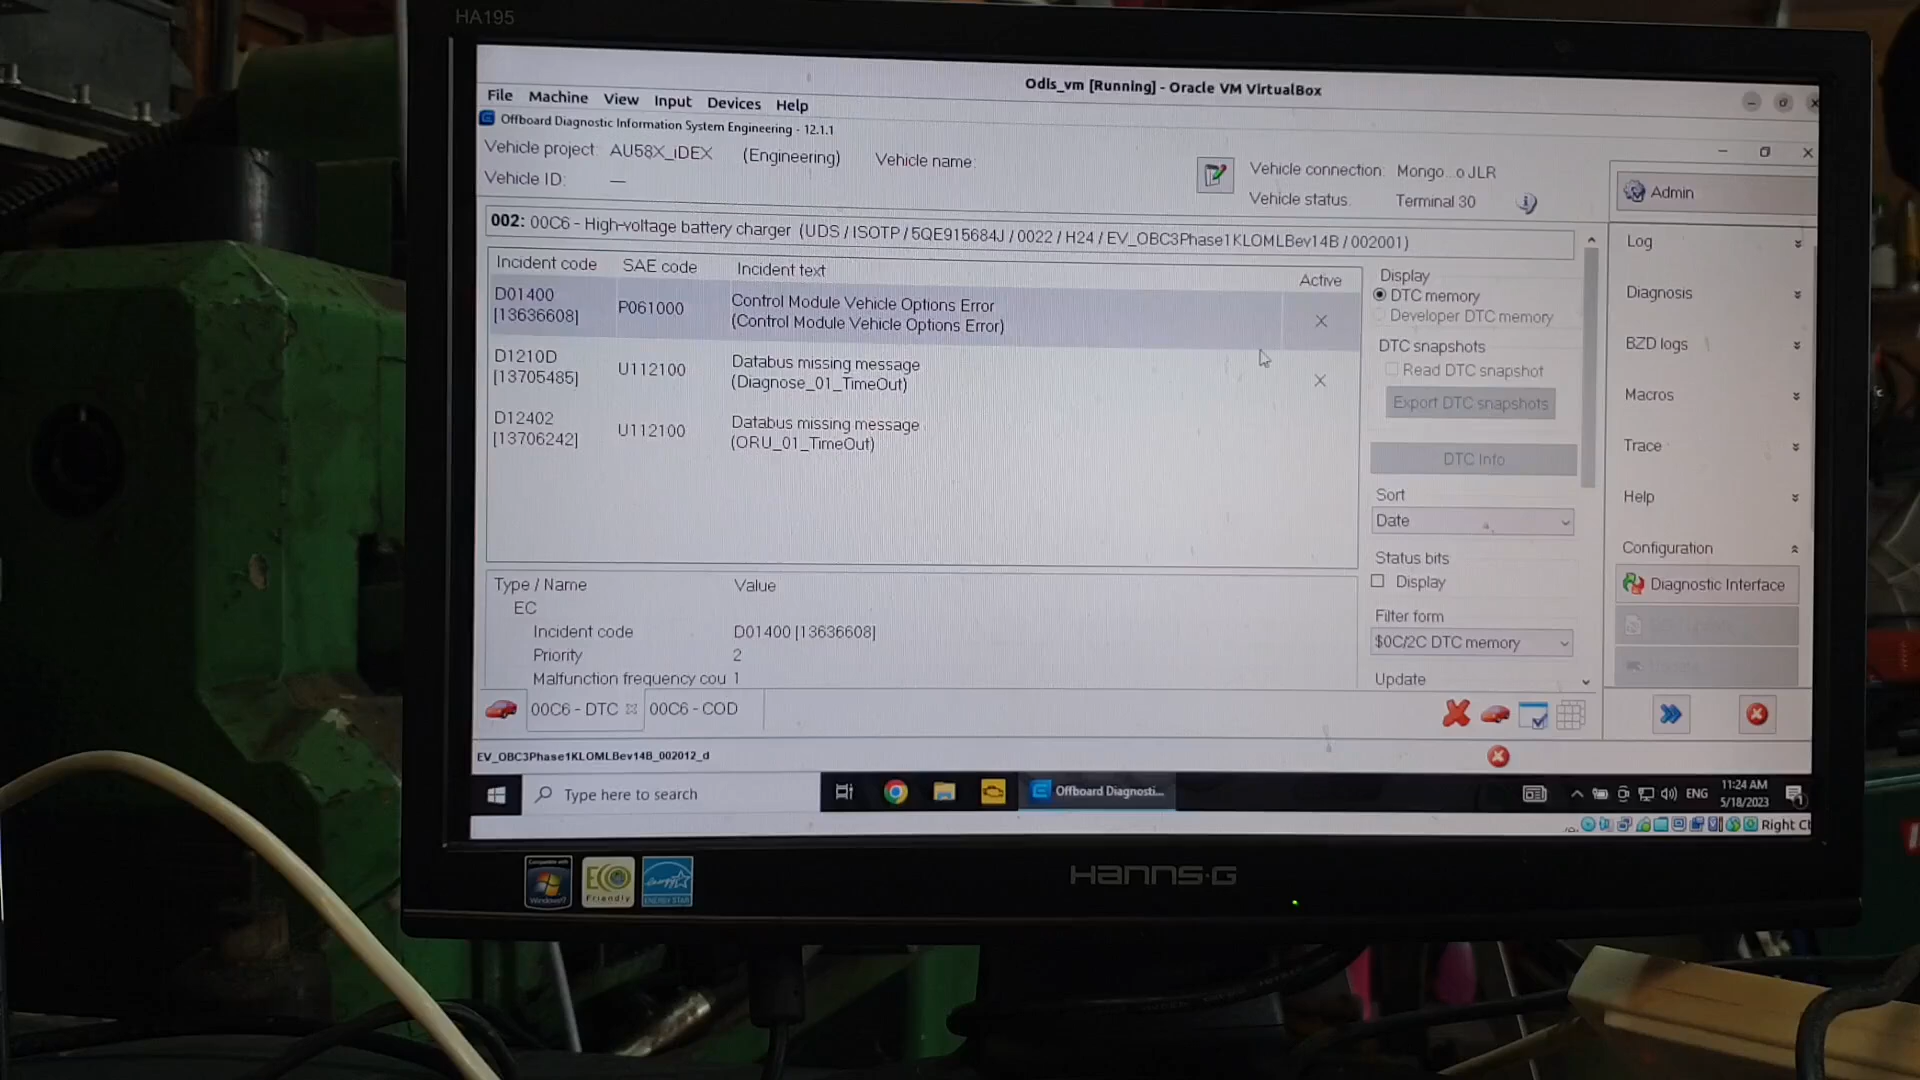 HA195
Odis_vm [Running] - Oracle VM VirtualBox
File Machine View Input Devices Help
Offboard Diagnostic Information System Engineering - 12.1.1
Vehicle project: AU58X_iDEX (Engineering) Vehicle name:
Vehicle connection: Mongo...o JLR
Vehicle ID: —
Vehicle status: Terminal 30
Admin
002: 00C6 - High-voltage battery charger (UDS / ISOTP / 5QE915684J / 0022 / H24 / EV_OBC3Phase1KLOMLBev14B / 002001)
Incident code SAE code Incident text Active
D01400
[13636608]
P061000
Control Module Vehicle Options Error
(Control Module Vehicle Options Error)
D1210D
[13705485]
U112100
Databus missing message
(Diagnose_01_TimeOut)
D12402
[13706242]
U112100
Databus missing message
(ORU_01_TimeOut)
Display
DTC memory
Developer DTC memory
DTC snapshots
Read DTC snapshot
Export DTC snapshots
DTC Info
Sort
Date
Status bits
Display
Filter form
$0C/2C DTC memory
Update
Log
Diagnosis
BZD logs
Macros
Trace
Help
Configuration
Diagnostic Interface
Type / Name Value
EC
Incident code D01400 [13636608]
Priority 2
Malfunction frequency cou 1
00C6 - DTC 00C6 - COD
EV_OBC3Phase1KLOMLBev14B_002012_d
Type here to search
Offboard Diagnosti...
ENG
11:24 AM
5/18/2023
1
Right Ct
Windows7
ECO
Friendly
energy
ENERGY STAR
HANNS·G